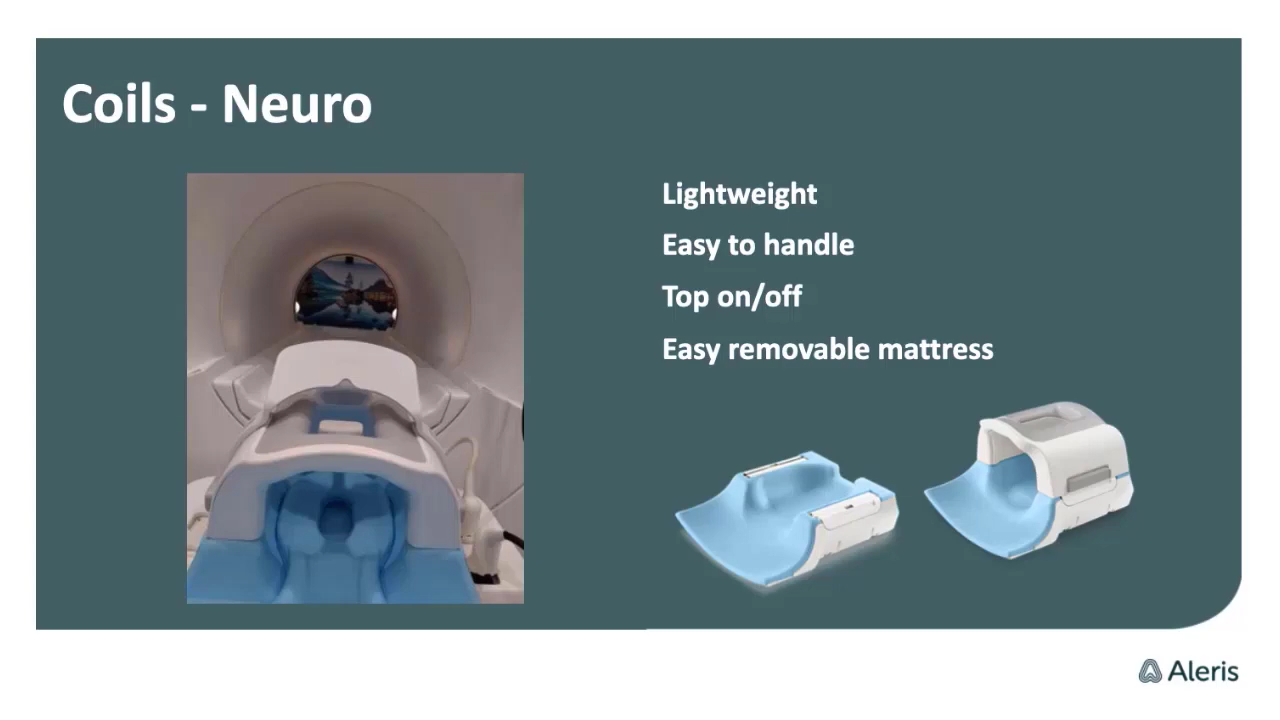 Coils - Neuro
Lightweight
Easy to handle
Top on/off
Easy removable mattress
Aleris